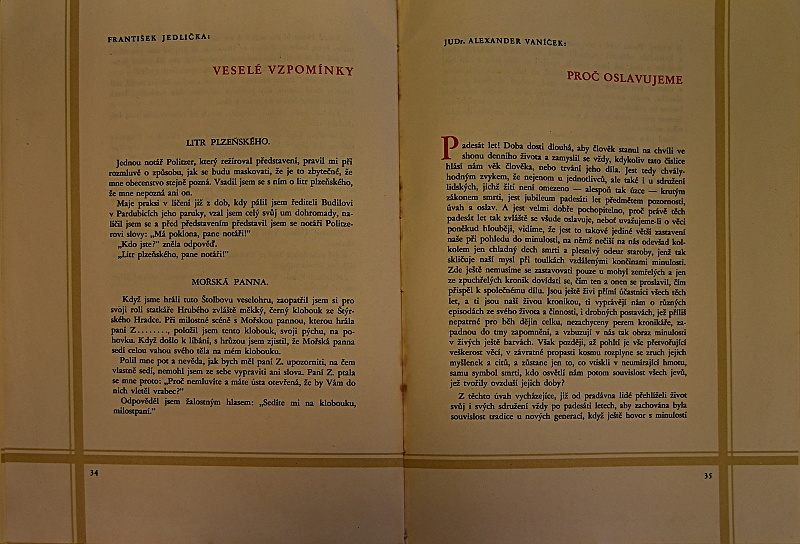 FRANTIŠEK JEDLIČKA:
VESELÉ VZPOMÍNKY
LITR PLZEŇSKÉHO.
Jednou notář Politzer, který režíroval představení, pravil mi při
rozmluvě o způsobu, jak se budu maskovati, že je to zbytečné, že
mne obecenstvo stejně pozná. Vsadil jsem se s ním o litr plzeňského,
že mne nepozná ani on.
Maje praksi v líčení již z dob, kdy pálil jsem řediteli Budilovi
v Pardubicích jeho paruky, vzal jsem celý svůj um dohromady, na-
líčil jsem se a před představením představil jsem se notáři Politze-
rovi slovy: „Má poklona, pane notáři!“
„Kdo jste?“ zněla odpověď.
„Litr plzeňského, pane notáři!“
MOŘSKÁ PANNA.
Když jsme hráli tuto Štolbovu veselohru, zaopatřil jsem si pro
svoji roli statkáře Hrubého zvláště měkký, černý klobouk ze Štýr-
ského Hradce. Při milostné scéně s Mořskou pannou, kterou hrála
paní Z........, položil jsem tento klobouk, svoji pýchu, na po-
hovku. Když došlo k líbání, s hrůzou jsem zjistil, že Mořská panna
sedí celou vahou svého těla na mém klobouku.
Polil mne pot a nevěda, jak bych měl paní Z. upozorniti, na čem
vlastně sedí, nemohl jsem ze sebe vypraviti ani slova. Paní Z. ptala
se mne proto: „Proč nemluvíte a máte ústa otevřená, že by Vám do
nich vletěl vrabec?“
Odpověděl jsem žalostným hlasem: „Sedíte mi na klobouku,
milostpaní.“
34
JUDr. ALEXANDER VANÍČEK:
PROČ OSLAVUJEME
Padesát let! Doba dosti dlouhá, aby člověk stanul na chvíli ve
shonu denního života a zamyslil se vždy, kdykoliv tato číslice
hlásí nám věk člověka, nebo trvání jeho díla. Jest tedy chvály-
hodným zvykem, že nejenom u jednotlivců, ale také i u sdružení
lidských, jichž žití není omezeno — alespoň tak úzce — krutým
zákonem smrti, jest jubileum padesáti let předmětem pozornosti,
úvah a oslav. A jest velmi dobře pochopitelno, proč právě těch
padesát let tak zvláště se všude oslavuje, neboť uvažujeme-li o věci
poněkud hlouběji, vidíme, že jest to takové jediné větší zastavení
naše při pohledu do minulosti, na němž nečiší na nás odevšad kol-
kolem jen chladný dech smrti a plesnivý odeur staroby, jenž tak
skličuje naši mysl při toulkách vzdálenými končinami minulosti.
Zde ještě nemusíme se zastavovati pouze u mohyl zemřelých a jen
ze zpuchřelých kronik dovídati se, čím ten a onen se proslavil, čím
přispěl k společnému dílu. Jsou ještě živí přímí účastníci všech těch
let, a ti jsou naší živou kronikou, ti vyprávějí nám o různých
episodách ze svého života a činnosti, i drobných postavách, jež příliš
nepatrné pro běh dějin celku, nezachyceny perem kronikáře, za-
padnou do tmy zapomnění, a vzbuzují v nás tak obraz minulosti
v živých ještě barvách. Však později, až pohltí je vše přetvořující
veškerost věcí, v závratné propasti kosmu rozplyne se zruch jejich
myšlenek a citů, a zůstane jen to, co vtiskli v neumírající hmotu,
samu symbol smrti, kdo osvětlí nám potom souvislost všech jevů,
jež tvořily ovzduší jejich doby?
Z těchto úvah vycházejíce, již od pradávna lidé přehlíželi život
svůj i svých sdružení vždy po padesáti letech, aby zachována byla
souvislost tradice u nových generací, když ještě hovor s minulostí
35